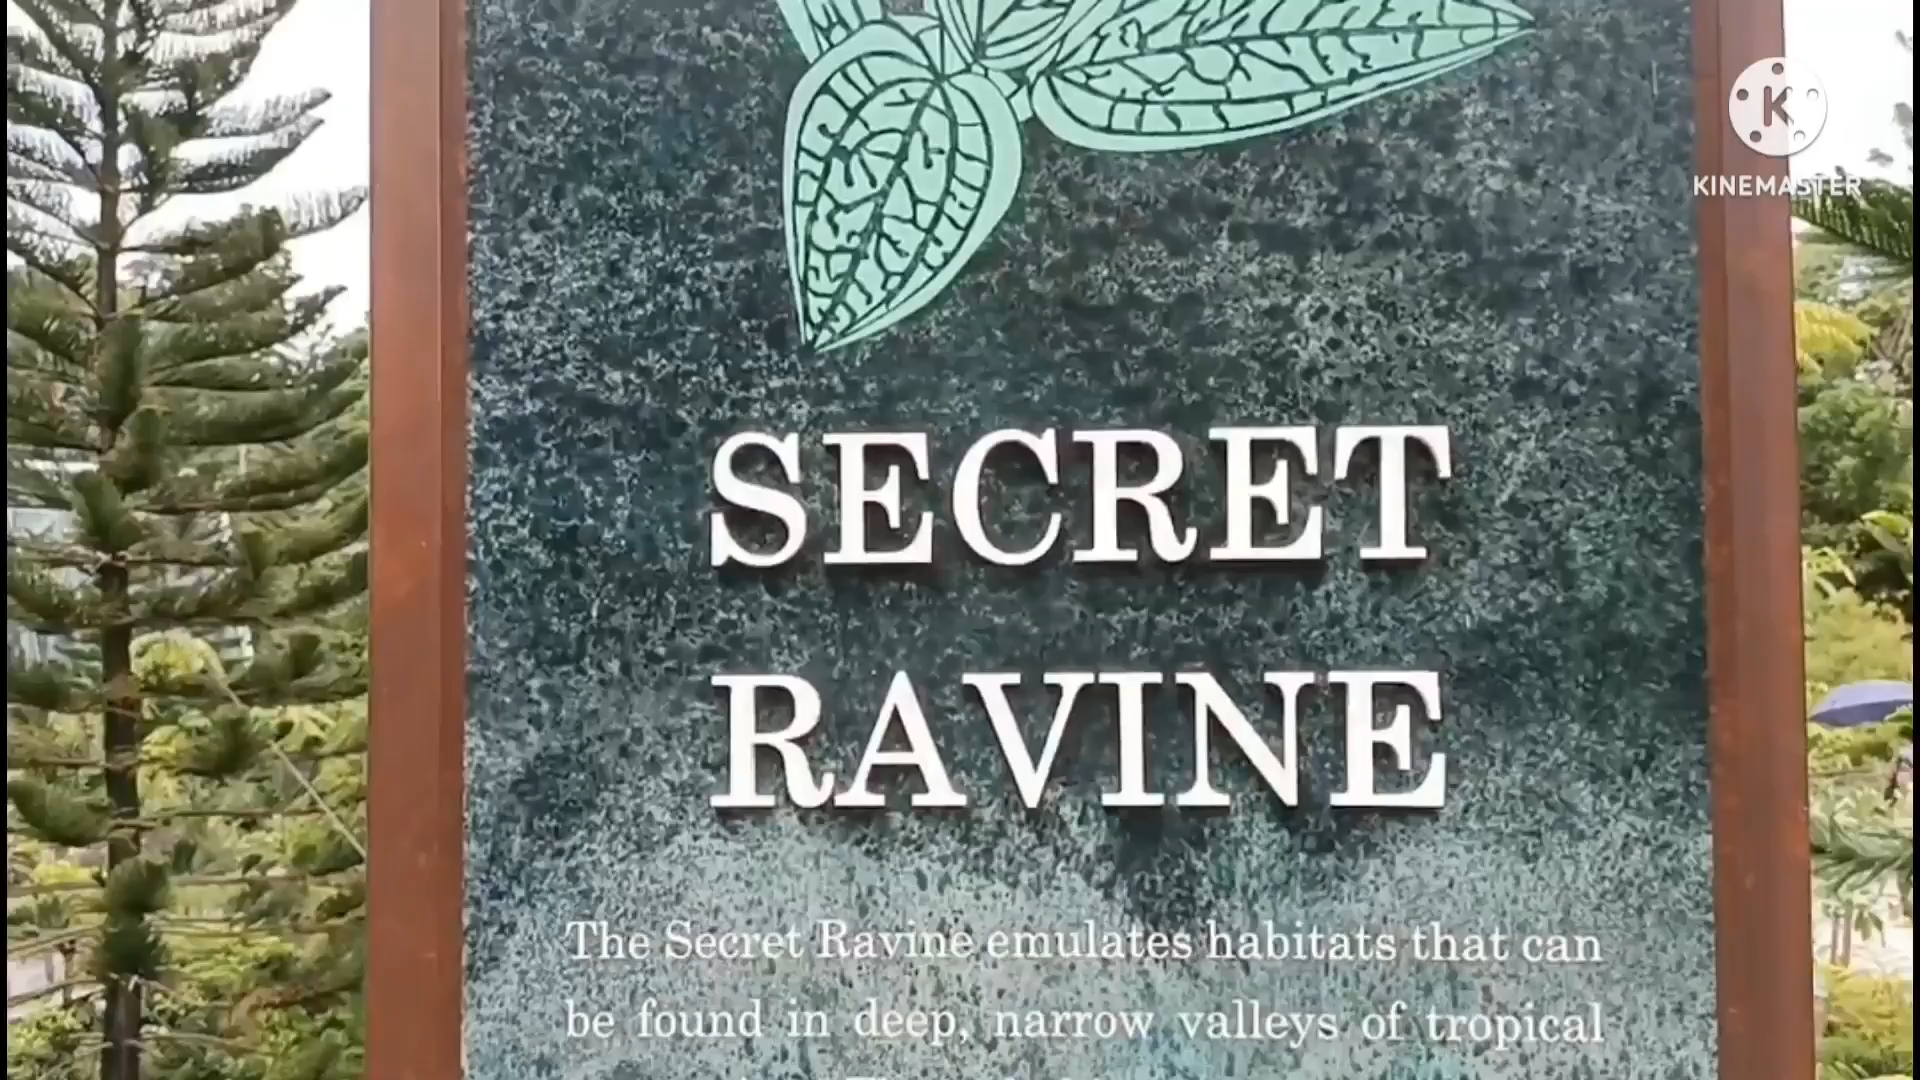 K
KINEMASTER
SECRET
RAVINE
The Secret Ravine emulates habitats that can
be found in deep, narrow valleys of tropical